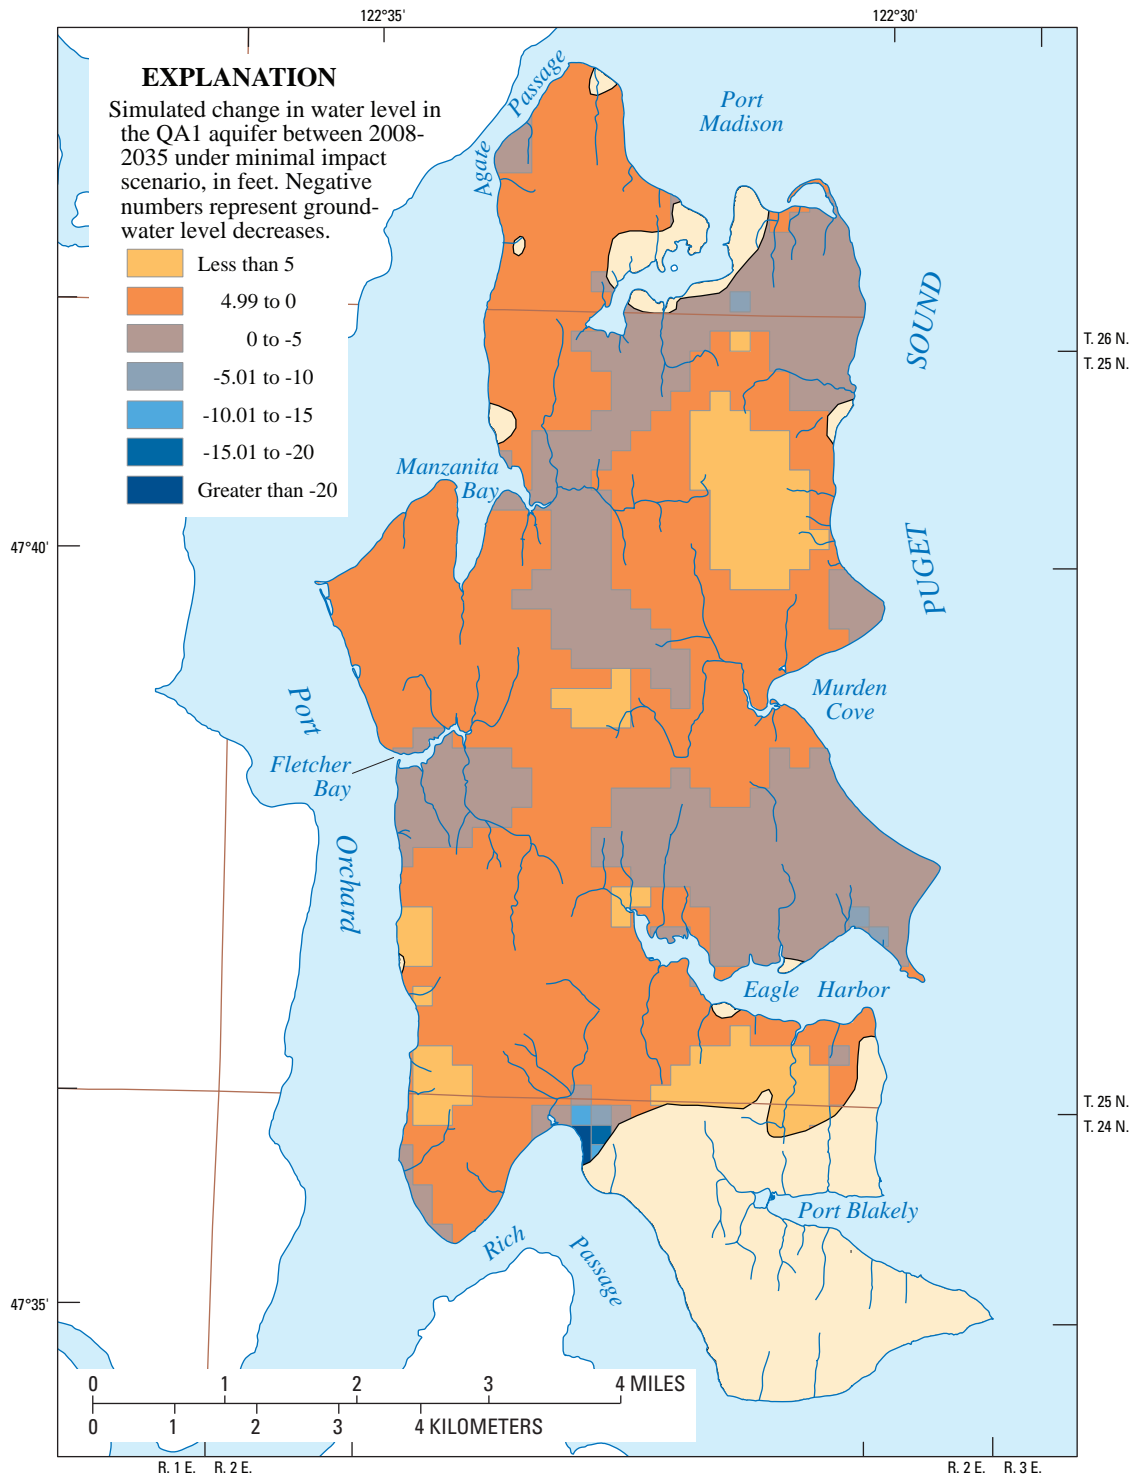 122°35'
122°30'
EXPLANATION
Simulated change in water level in
the QA1 aquifer between 2008-
2035 under minimal impact
scenario, in feet. Negative
numbers represent ground-
water level decreases.
Less than 5
4.99 to 0
0 to -5
-5.01 to -10
-10.01 to -15
-15.01 to -20
Greater than -20
Agate Passage
Port
Madison
PUGET SOUND
T. 26 N.
T. 25 N.
Manzanita
Bay
47°40'
Murden
Cove
Port Orchard
Fletcher
Bay
Eagle Harbor
T. 25 N.
T. 24 N.
Port Blakely
Rich Passage
47°35'
0 1 2 3 4 MILES
0 1 2 3 4 KILOMETERS
R. 1 E. R. 2 E.
R. 2 E. R. 3 E.